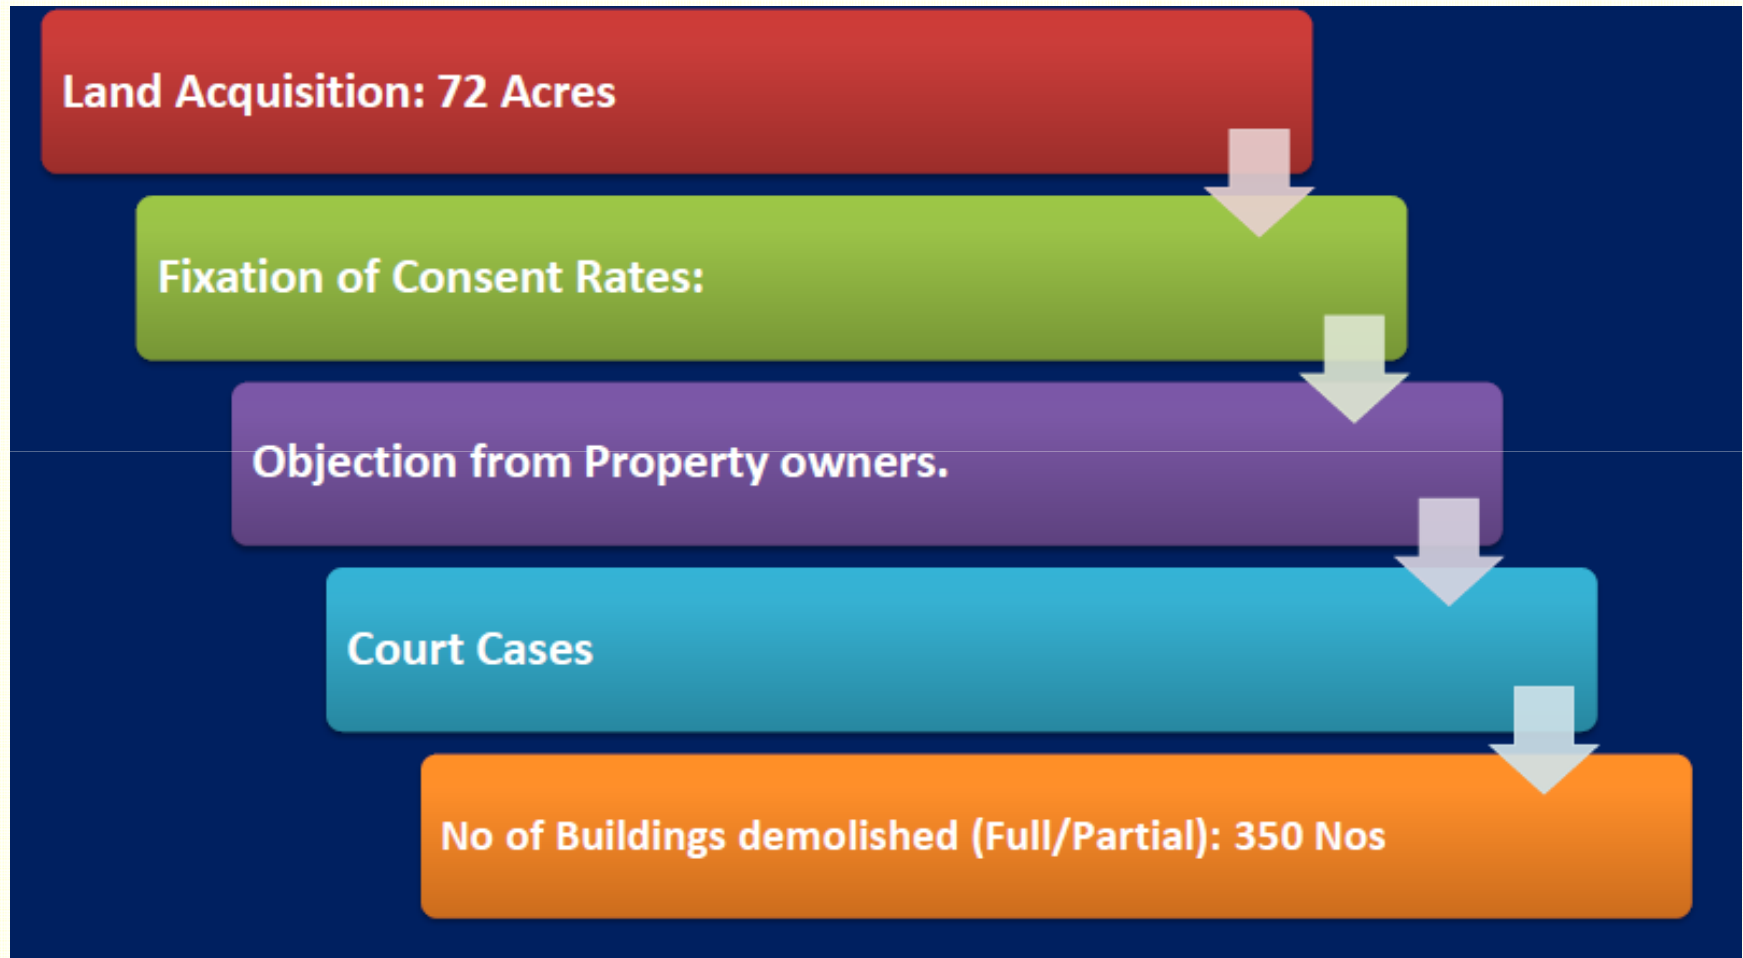 Land Acquisition: 72 Acres
Fixation of Consent Rates:
Objection from Property owners.
Court Cases
No of Buildings demolished (Full/Partial): 350 Nos